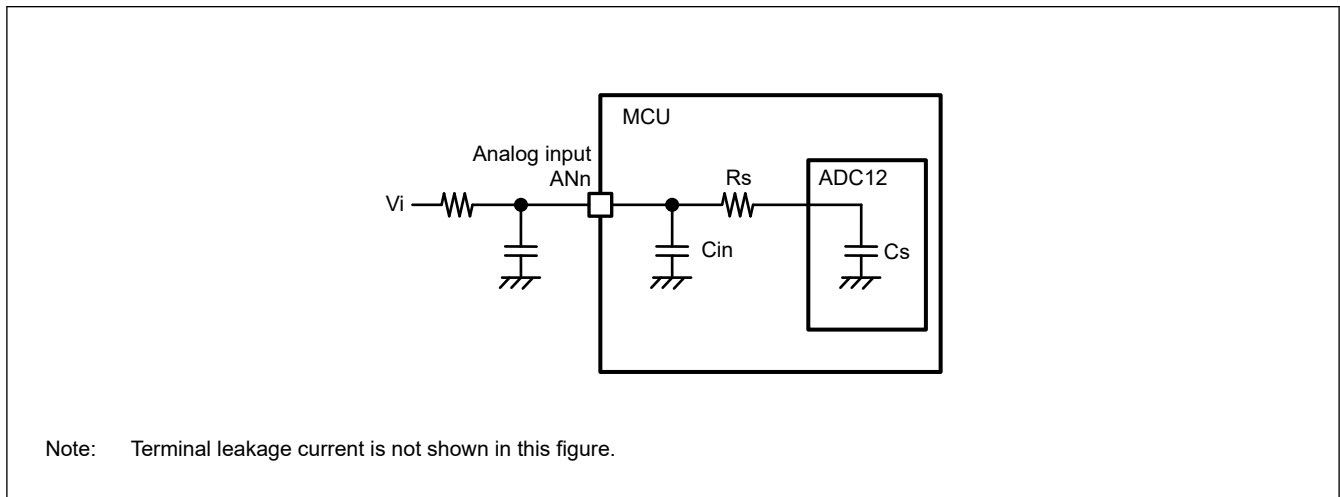 MCU
Analog input
ANn
Vi
Rs
ADC12
Cin
Cs
Note: Terminal leakage current is not shown in this figure.